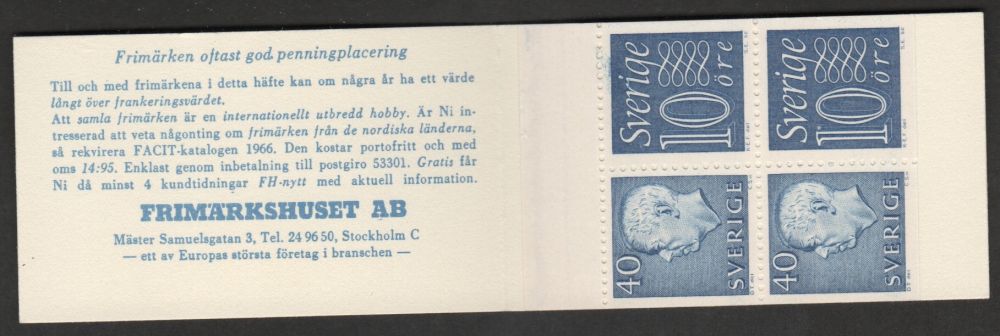 Frimärken oftast god penningplacering
Till och med frimärkena i detta häfte kan om några år ha ett värde
långt över frankeringsvärdet.
Att samla frimärken är en internationellt utbredd hobby. Är Ni in-
tresserad att veta någonting om frimärken från de nordiska länderna,
så rekvirera FACIT-katalogen 1966. Den kostar portofritt och med
oms 14:95. Enklast genom inbetalning till postgiro 53301. Gratis får
Ni då minst 4 kundtidningar FH-nytt med aktuell information.
FRIMÄRKSHUSET AB
Mäster Samuelsgatan 3, Tel. 24 96 50, Stockholm C
— ett av Europas största företag i branschen —
Sverige
10 öre
Sverige
10 öre
40
SVERIGE
40
SVERIGE